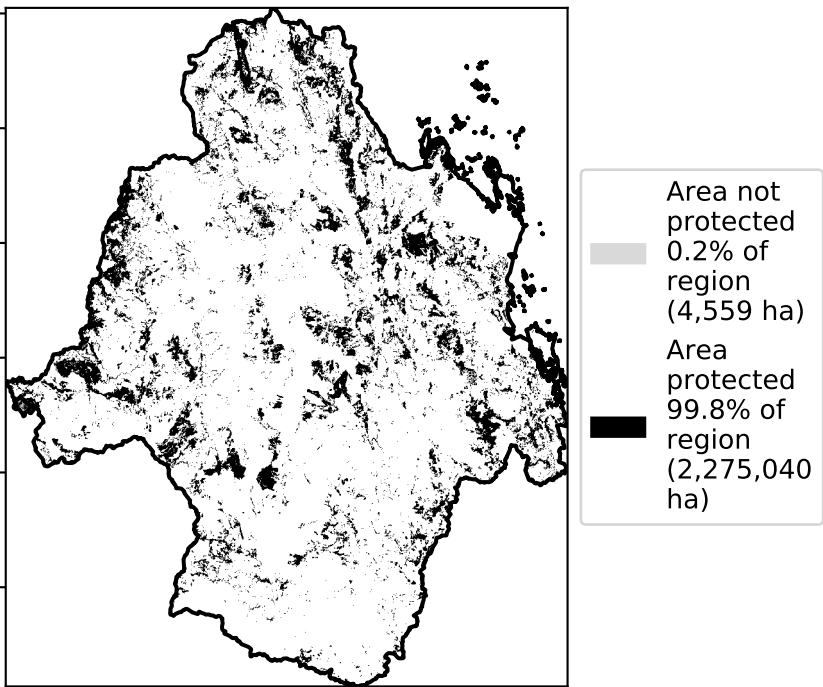 Area not
protected
0.2% of
region
(4,559 ha)
Area
protected
99.8% of
region
(2,275,040
ha)